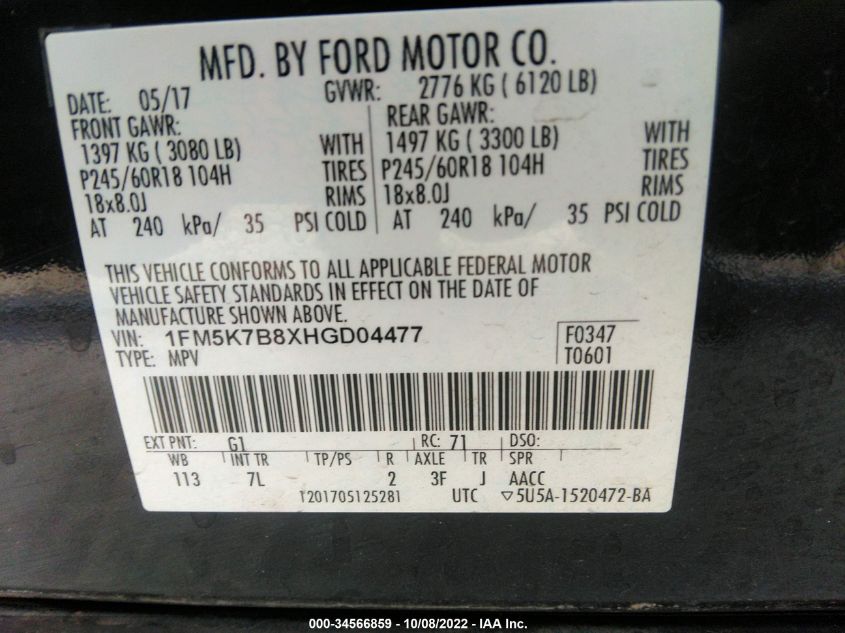 MFD. BY FORD MOTOR CO.
DATE: 05/17 GVWR: 2776 KG ( 6120 LB)
FRONT GAWR: REAR GAWR:
1397 KG ( 3080 LB) WITH 1497 KG ( 3300 LB) WITH
P245/60R18 104H TIRES P245/60R18 104H TIRES
18x8.0J RIMS 18x8.0J RIMS
AT 240 kPa/ 35 PSI COLD AT 240 kPa/ 35 PSI COLD
THIS VEHICLE CONFORMS TO ALL APPLICABLE FEDERAL MOTOR
VEHICLE SAFETY STANDARDS IN EFFECT ON THE DATE OF
MANUFACTURE SHOWN ABOVE.
VIN: 1FM5K7B8XHGD04477 F0347
TYPE: MPV T0601
EXT PNT: G1 RC: 71 DSO:
WB INT TR TP/PS R AXLE TR SPR
113 7L 2 3F J AACC
T201705125281 UTC ▽5U5A-1520472-BA
000-34566859 - 10/08/2022 - IAA Inc.